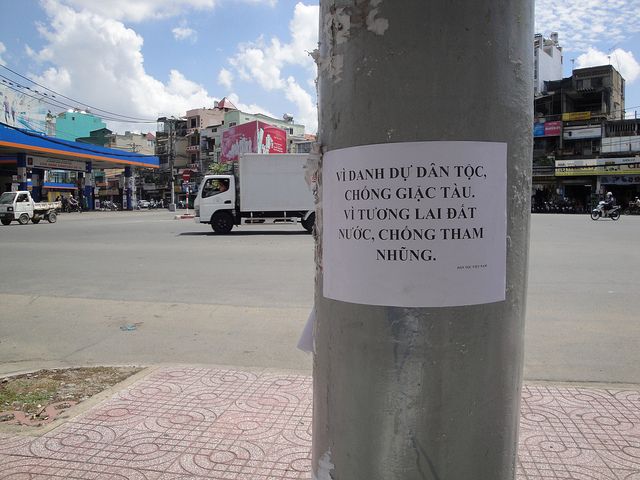 VÌ DANH DỰ DÂN TỘC,
CHỐNG GIẶC TÀU.
VÌ TƯƠNG LAI ĐẤT
NƯỚC, CHỐNG THAM
NHŨNG.